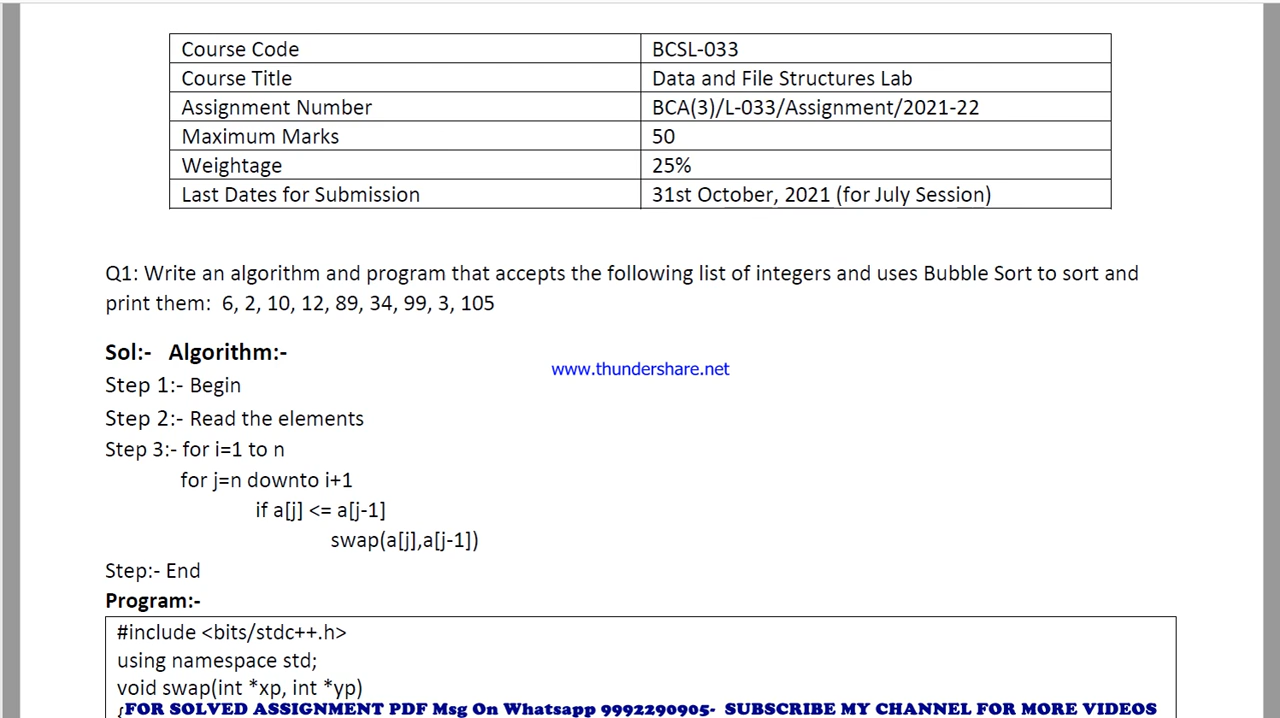 Course Code BCSL-033
Course Title Data and File Structures Lab
Assignment Number BCA(3)/L-033/Assignment/2021-22
Maximum Marks 50
Weightage 25%
Last Dates for Submission 31st October, 2021 (for July Session)
Q1: Write an algorithm and program that accepts the following list of integers and uses Bubble Sort to sort and
print them: 6, 2, 10, 12, 89, 34, 99, 3, 105
Sol:- Algorithm:-
www.thundershare.net
Step 1:- Begin
Step 2:- Read the elements
Step 3:- for i=1 to n
for j=n downto i+1
if a[j] <= a[j-1]
swap(a[j],a[j-1])
Step:- End
Program:-
#include <bits/stdc++.h>
using namespace std;
void swap(int *xp, int *yp)
{FOR SOLVED ASSIGNMENT PDF Msg On Whatsapp 9992290905- SUBSCRIBE MY CHANNEL FOR MORE VIDEOS